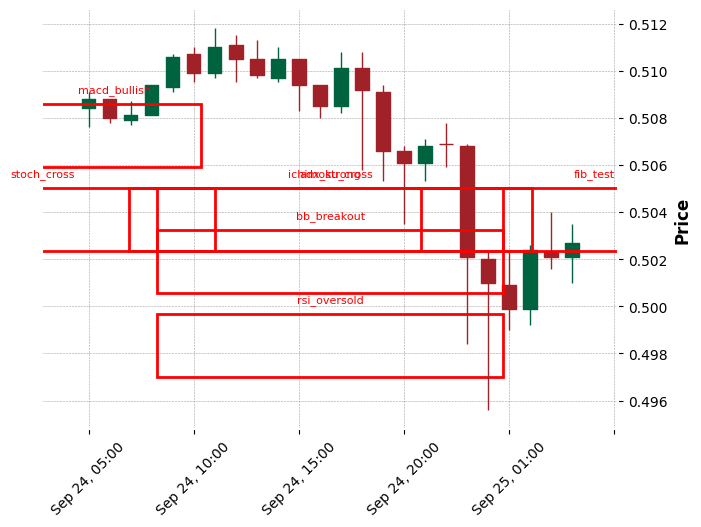 0.512
0.510
macd_bullish
0.508
0.506
stoch_cross
fib_test
0.504
bb_breakout
Price
0.502
rsi_oversold
0.500
0.498
0.496
Sep 24, 05:00
Sep 24, 10:00
Sep 24, 15:00
Sep 24, 20:00
Sep 25, 01:00